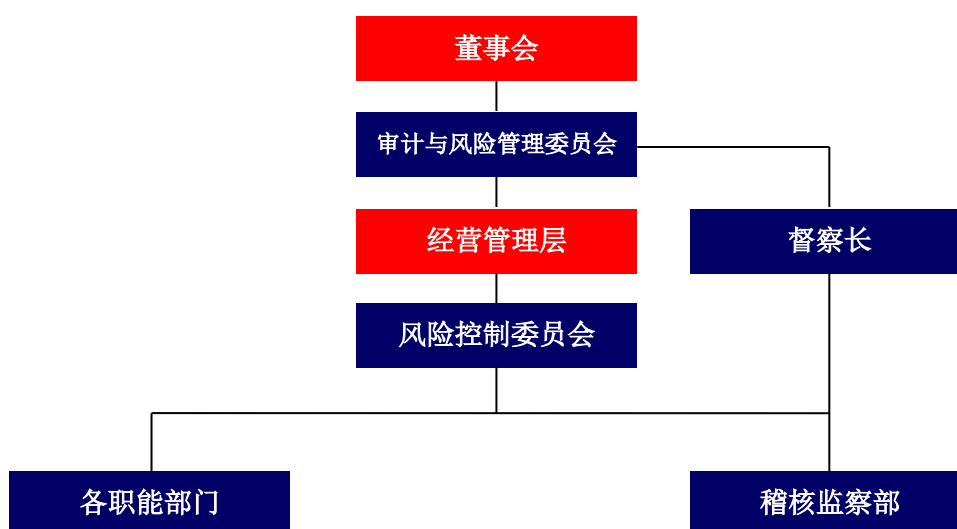 董事会
审计与风险管理委员会
经营管理层
督察长
风险控制委员会
各职能部门
稽核监察部